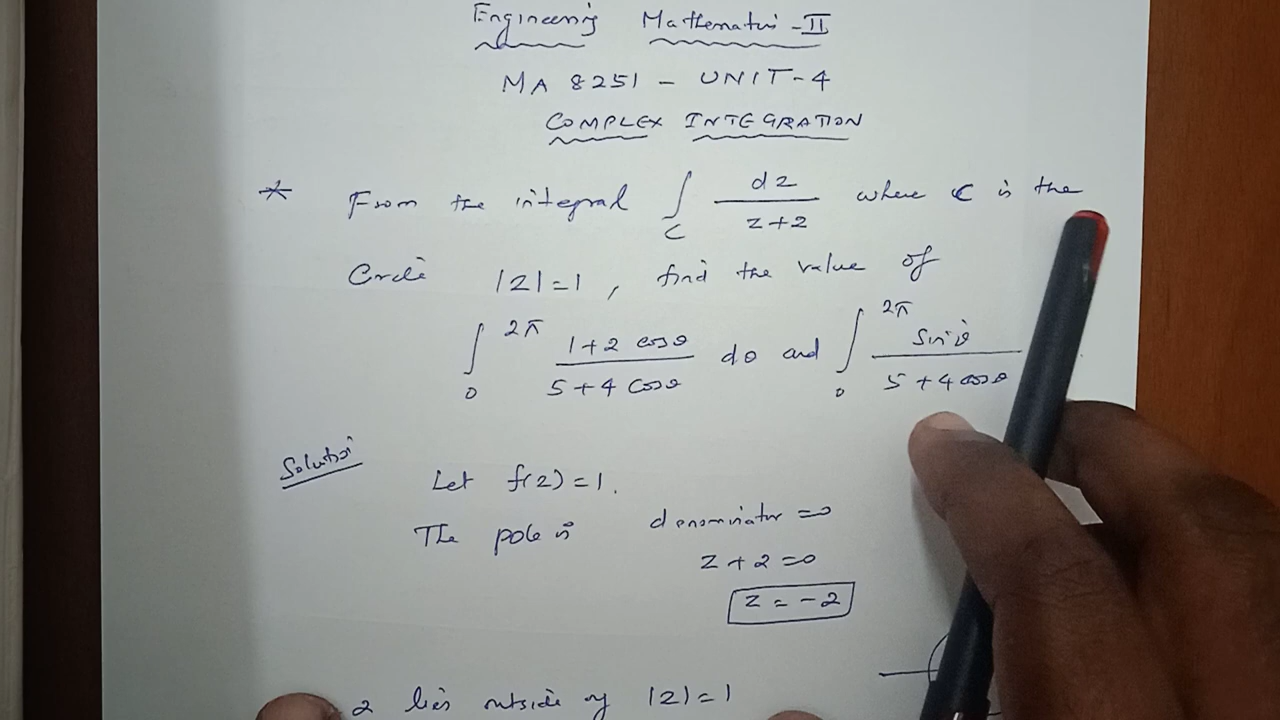 Engineering Mathematics - II
MA 8251 - UNIT - 4
COMPLEX INTEGRATION
* From the integral ∫_C dz/(z+2) where C is the
Circle |z|=1, find the value of
∫_0^{2π} (1+2 cosθ)/(5+4 cosθ) dθ and ∫_0^{2π} sinθ/(5+4 cosθ)
Solution
Let f(z)=1.
The pole is denominator =0
z+2=0
z = -2
2 lies outside of |z|=1